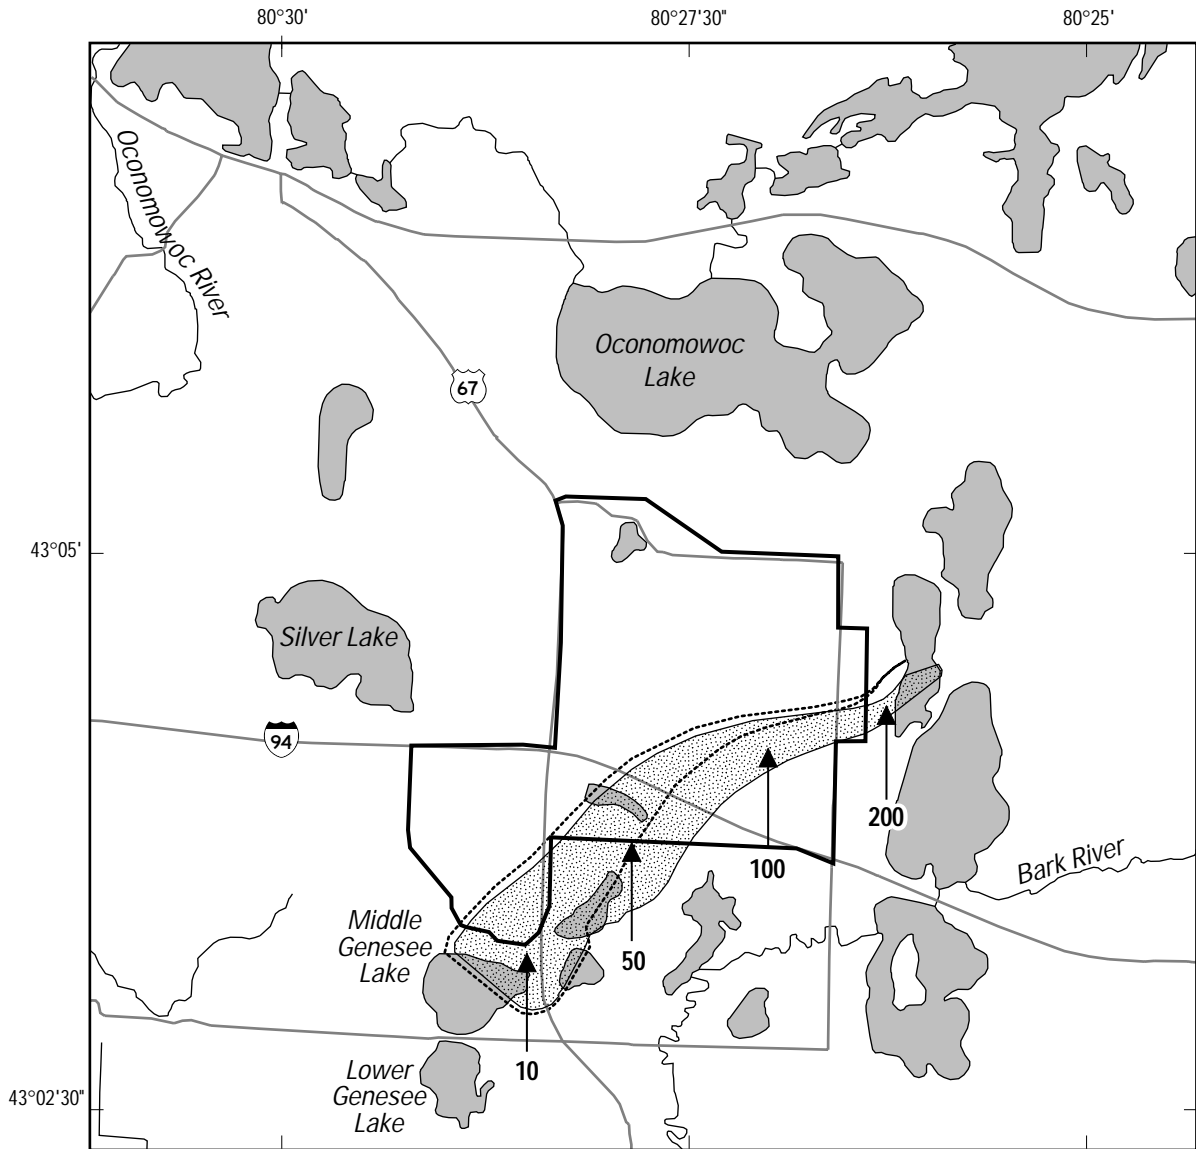 80°30'
80°27'30"
80°25'
Oconomowoc River
Oconomowoc
Lake
67
43°05'
Silver Lake
94
200
100
Bark River
Middle
Genesee
Lake
50
10
Lower
Genesee
Lake
43°02'30"